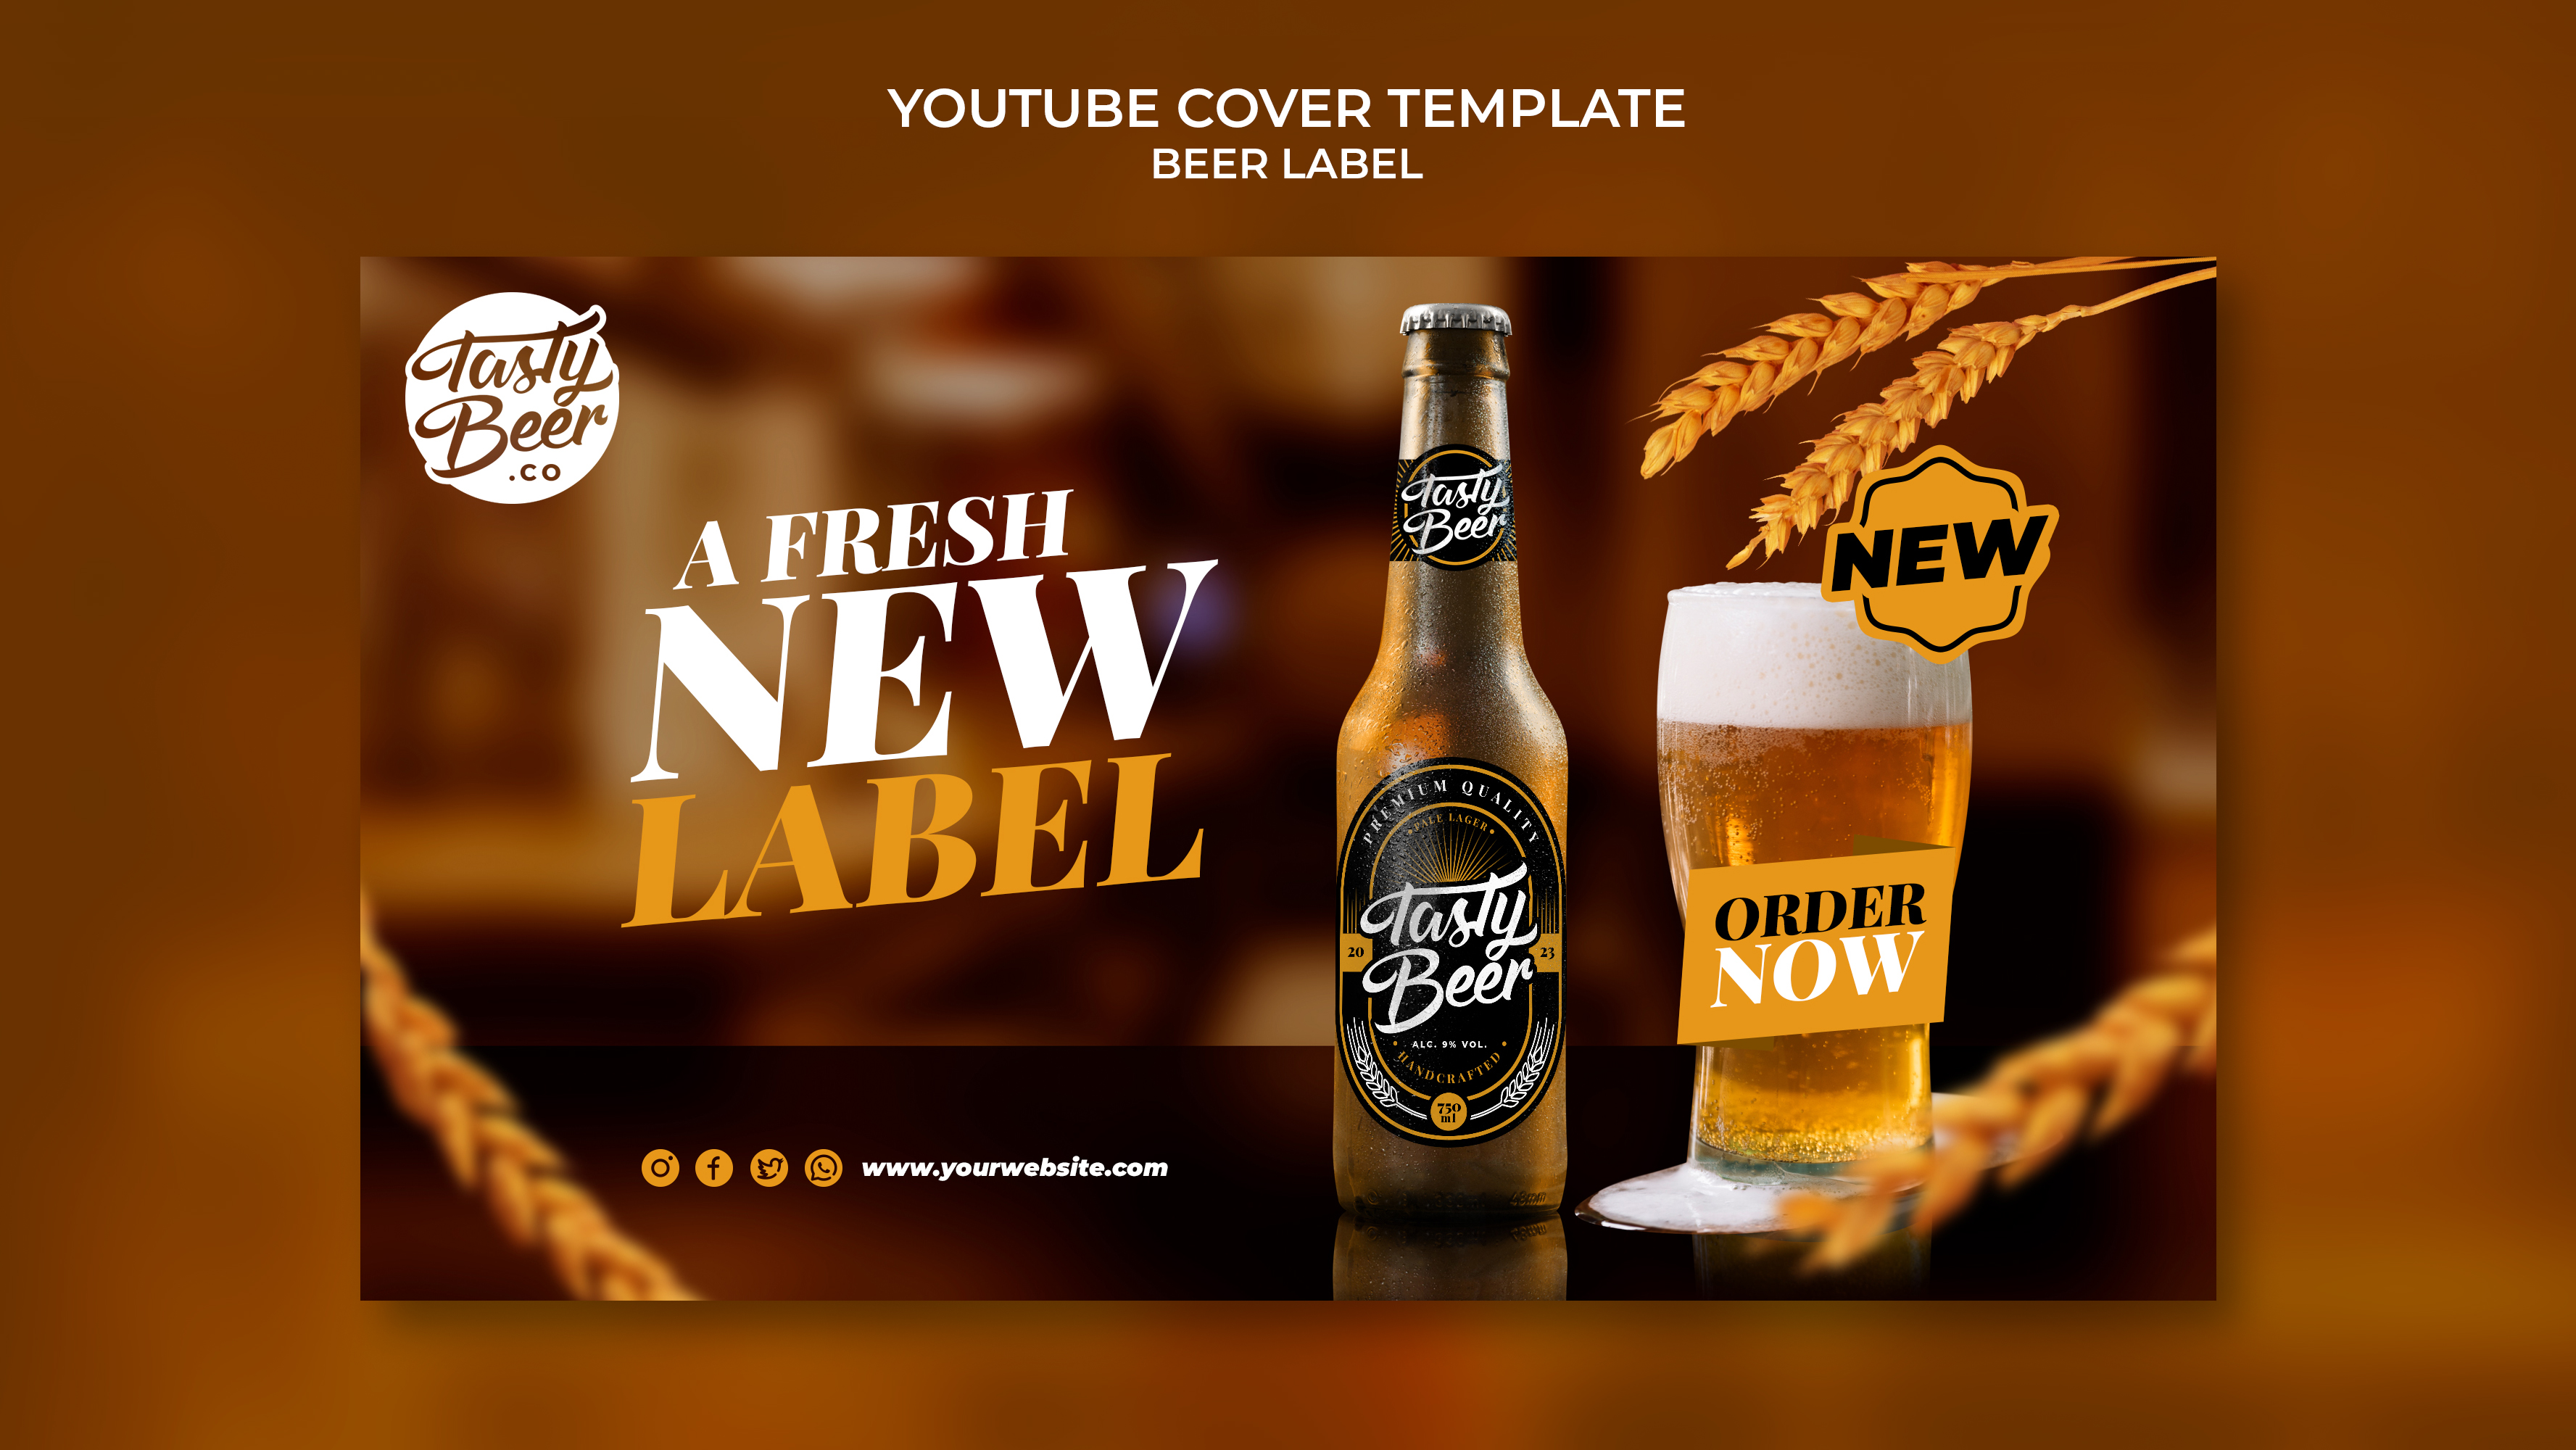 YOUTUBE COVER TEMPLATE
BEER LABEL
Tasty
Beer
.CO
A FRESH
NEW
LABEL
Tasty
Beer
PREMIUM QUALITY
PALE LAGER
Tasty
Beer
20 23
ALC. 9% VOL.
HANDCRAFTED
750
ml
NEW
ORDER
NOW
www.yourwebsite.com